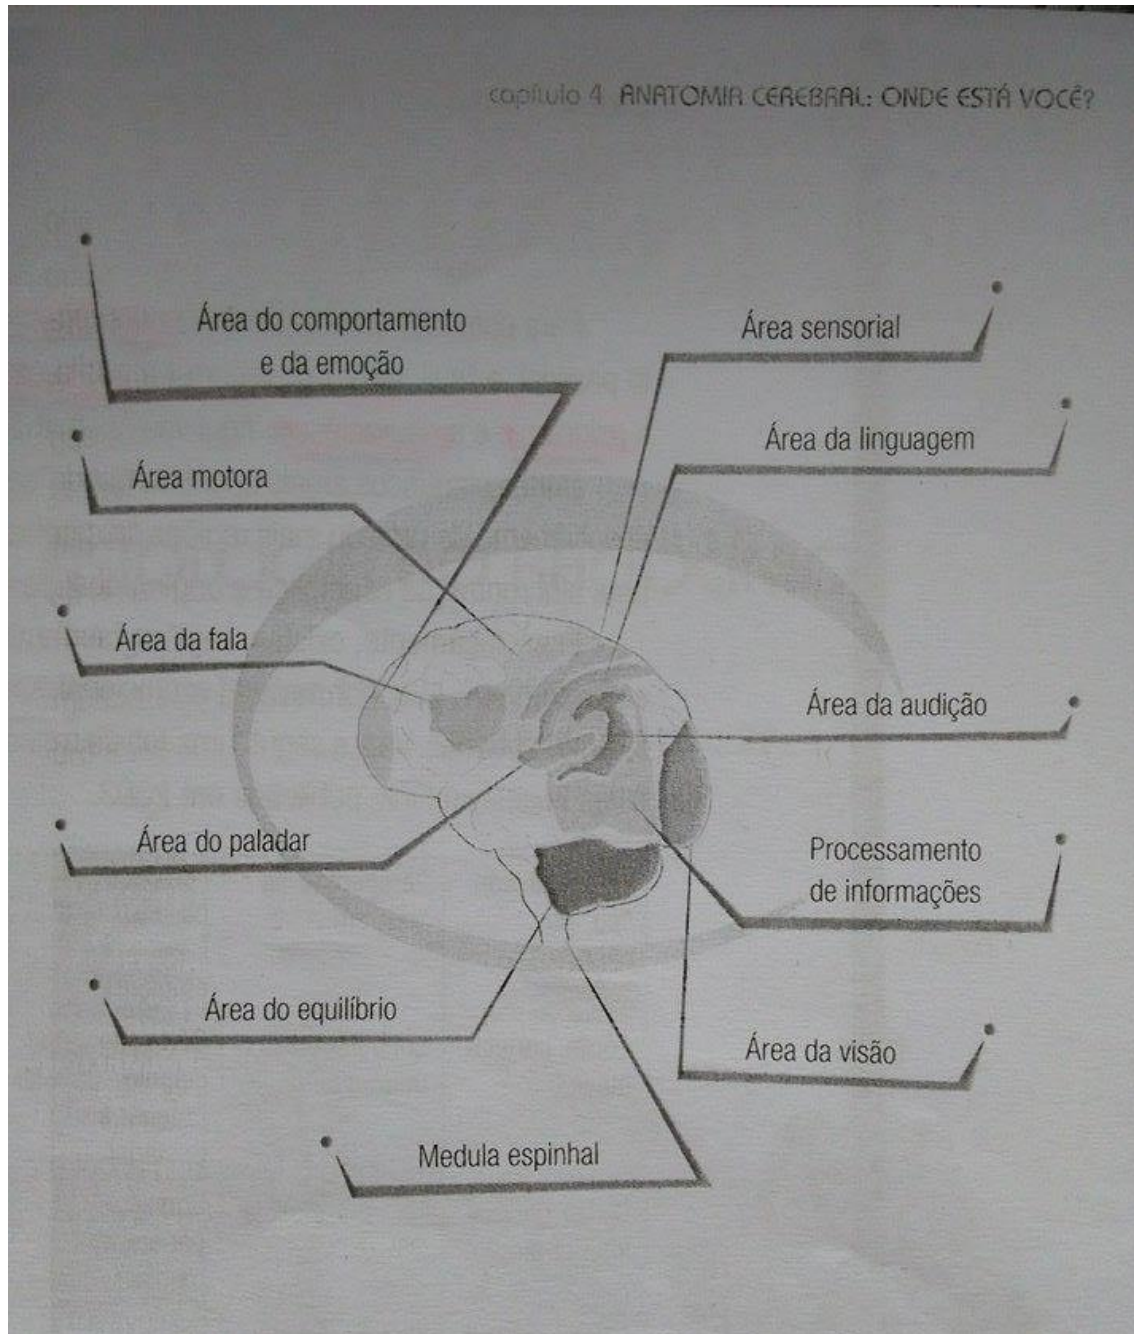 capítulo 4 ANATOMIA CEREBRAL: ONDE ESTÁ VOCÊ?
Área do comportamento
e da emoção
Área sensorial
Área da linguagem
Área motora
Área da fala
Área da audição
Área do paladar
Processamento
de informações
Área do equilíbrio
Área da visão
Medula espinhal